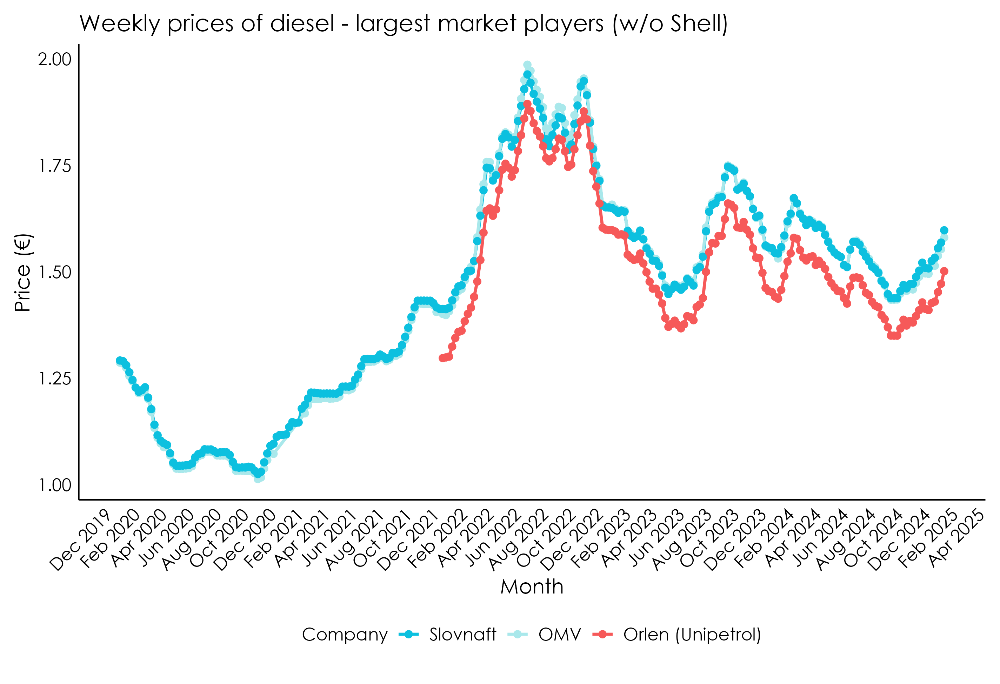 Weekly prices of diesel - largest market players (w/o Shell)
Price (€)
2.00
1.75
1.50
1.25
1.00
Dec 2019
Feb 2020
Apr 2020
Jun 2020
Aug 2020
Oct 2020
Dec 2020
Feb 2021
Apr 2021
Jun 2021
Aug 2021
Oct 2021
Dec 2021
Feb 2022
Apr 2022
Jun 2022
Aug 2022
Oct 2022
Dec 2022
Feb 2023
Apr 2023
Jun 2023
Aug 2023
Oct 2023
Dec 2023
Feb 2024
Apr 2024
Jun 2024
Aug 2024
Oct 2024
Dec 2024
Feb 2025
Apr 2025
Month
Company Slovnaft OMV Orlen (Unipetrol)